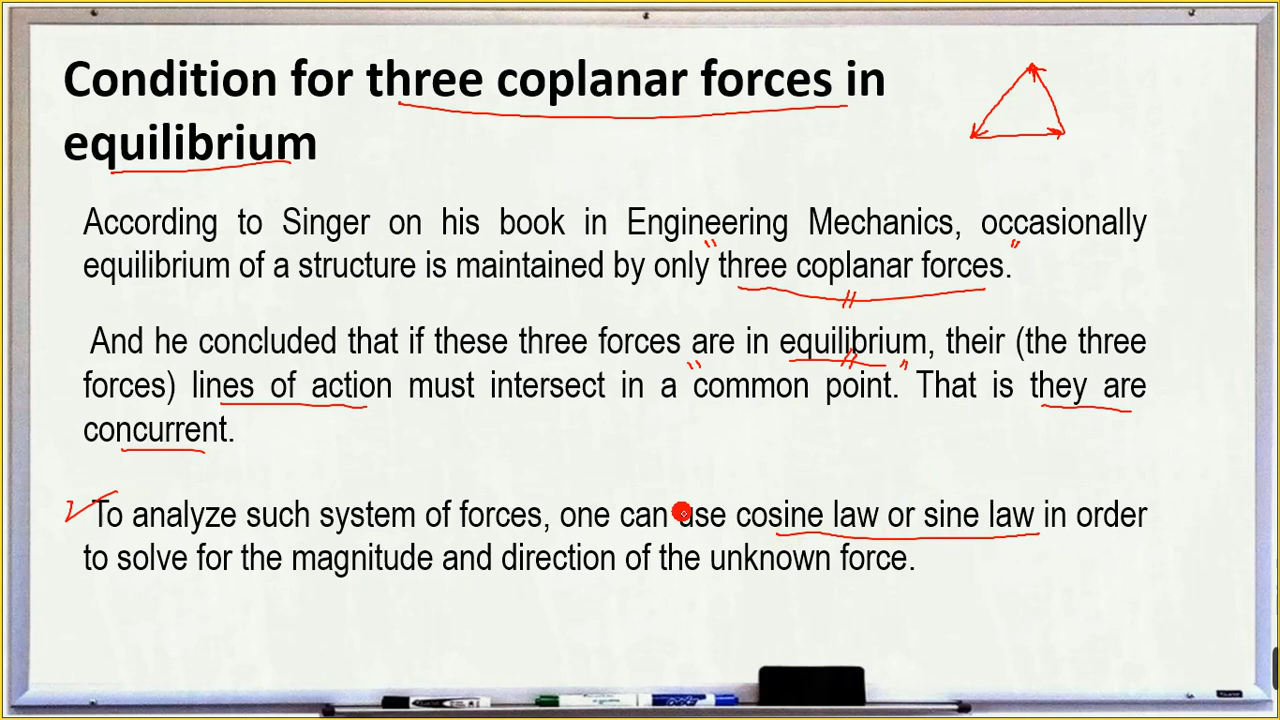 Condition for three coplanar forces in
equilibrium
According to Singer on his book in Engineering Mechanics, occasionally
equilibrium of a structure is maintained by only "three coplanar forces."
And he concluded that if these three forces are in equilibrium, their (the three
forces) lines of action must intersect in a "common point." That is they are
concurrent.
To analyze such system of forces, one can use cosine law or sine law in order
to solve for the magnitude and direction of the unknown force.